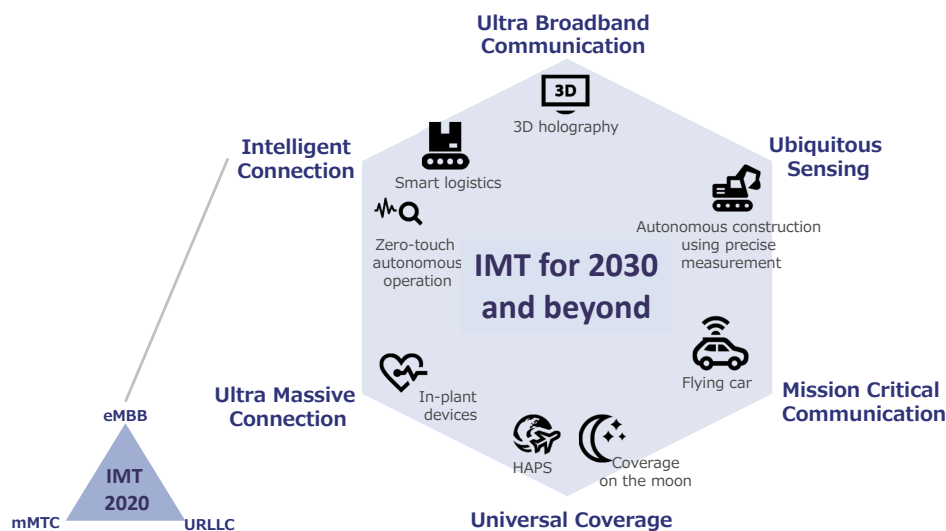 Ultra Broadband
Communication
3D
3D holography
Intelligent
Connection
Smart logistics
Ubiquitous
Sensing
Zero-touch
autonomous
operation
Autonomous construction
using precise
measurement
IMT for 2030
and beyond
Flying car
Ultra Massive
Connection
In-plant
devices
Mission Critical
Communication
HAPS
Coverage
on the moon
Universal Coverage
eMBB
IMT
2020
mMTC
URLLC